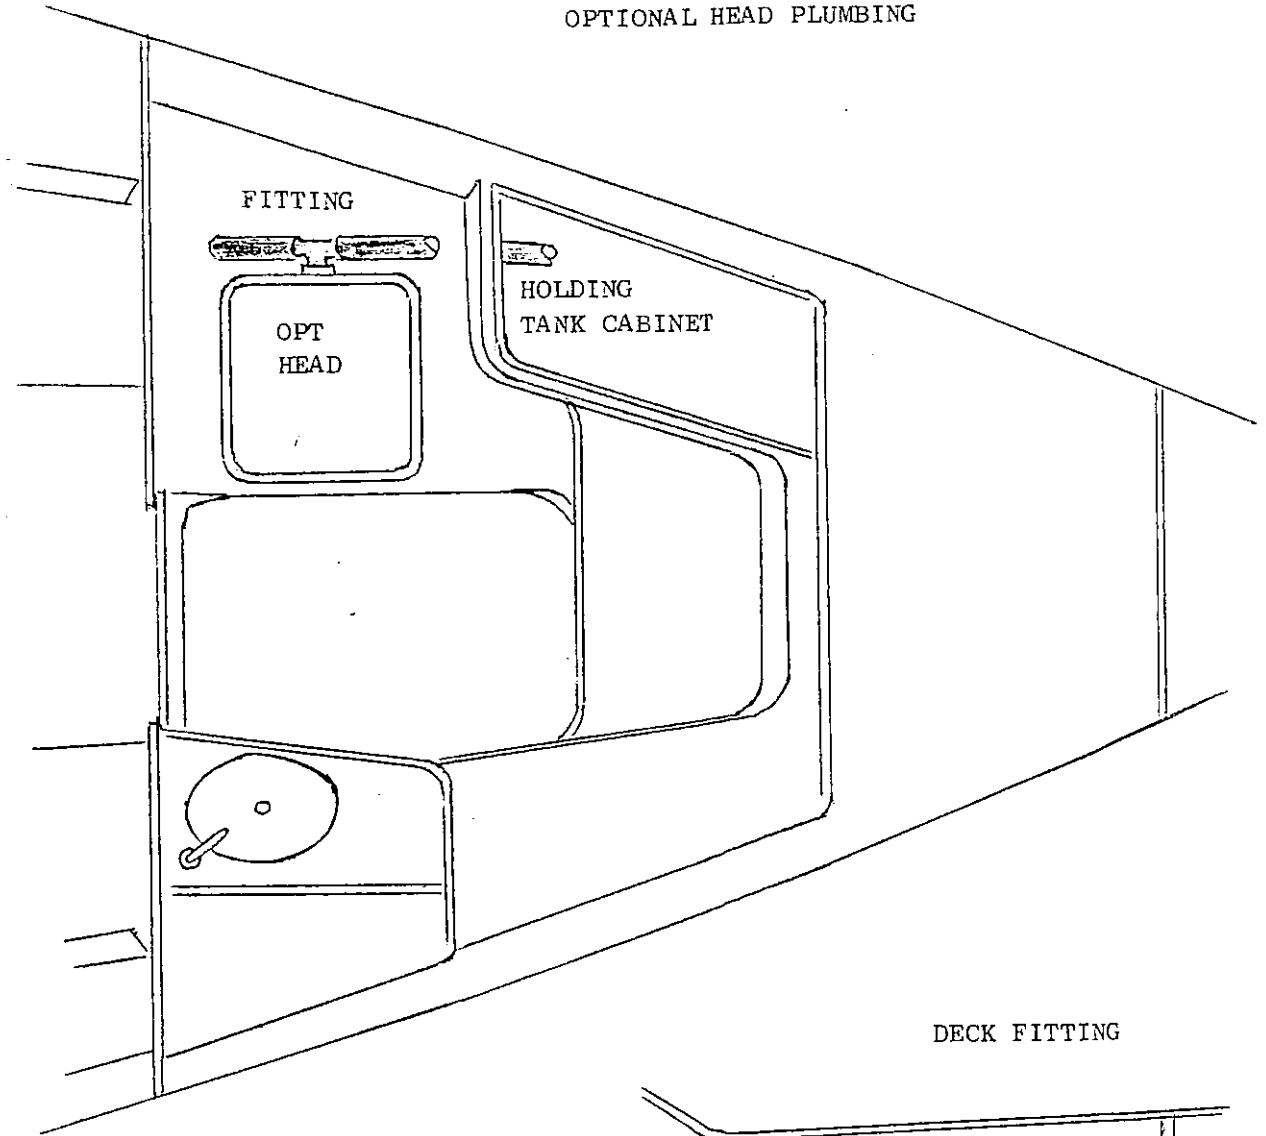 OPTIONAL HEAD PLUMBING
FITTING
HOLDING
TANK CABINET
OPT
HEAD
DECK FITTING